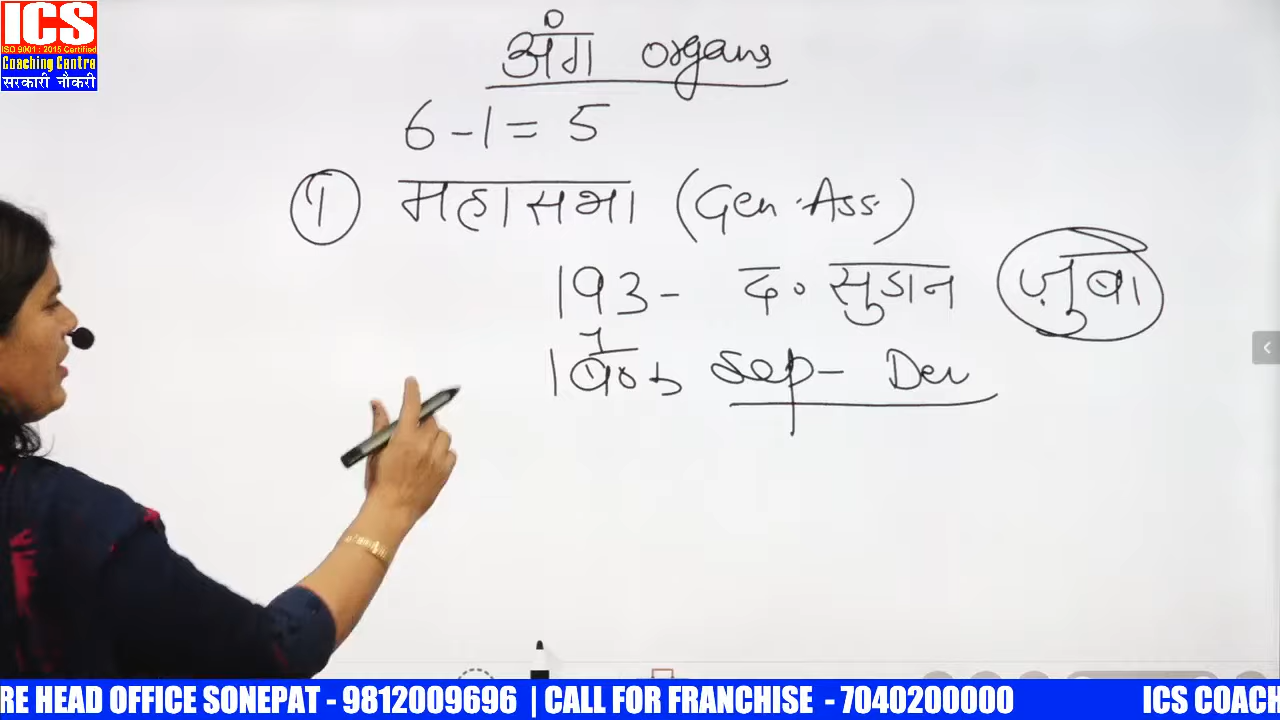 ICS
ISO 9001 : 2015 Certified
Coaching Centre
सरकारी नौकरी
अंग organs
6-1 = 5
1 महासभा (Gen. Ass.)
193- द० सुडान ज़ुबा
Sep- Dec
RE HEAD OFFICE SONEPAT - 9812009696 | CALL FOR FRANCHISE - 7040200000 ICS COACH